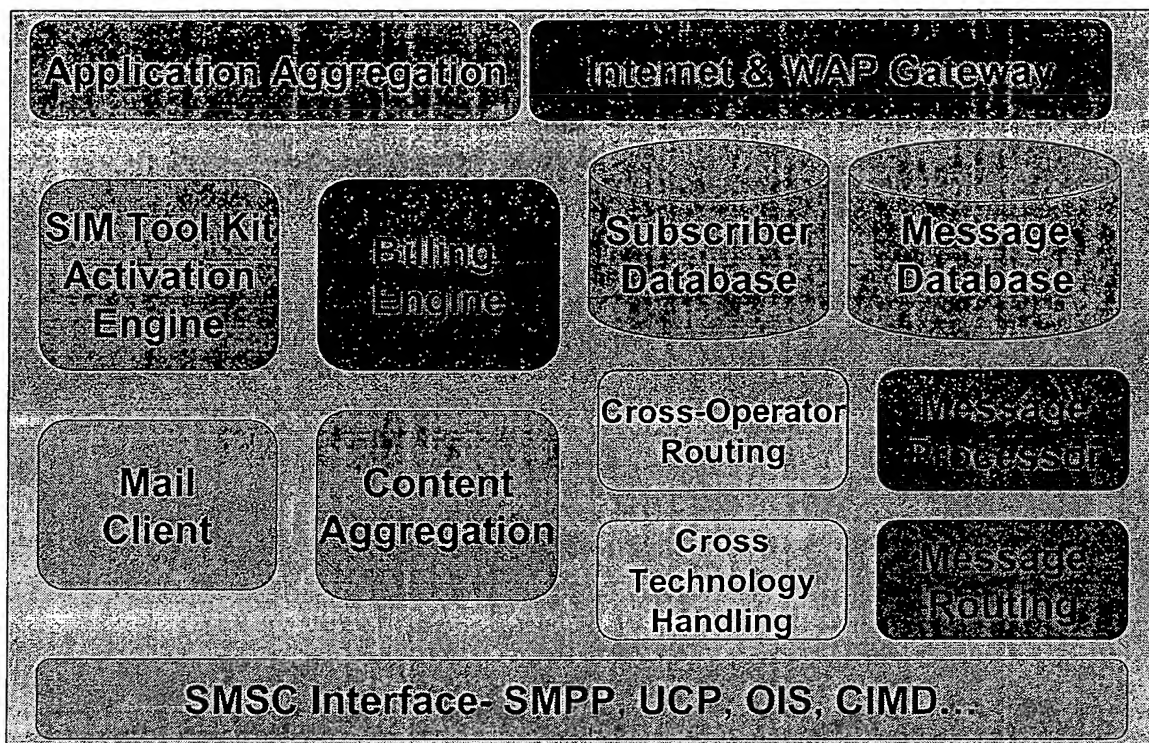 Application Aggregation
Internet & WAP Gateway
SIM Tool Kit
Activation
Engine
Billing
Engine
Subscriber
Database
Message
Database
Mail
Client
Content
Aggregation
Cross-Operator
Routing
Message
Processor
Cross
Technology
Handling
Message
Routing
SMSC Interface- SMPP, UCP, OIS, CIMD...